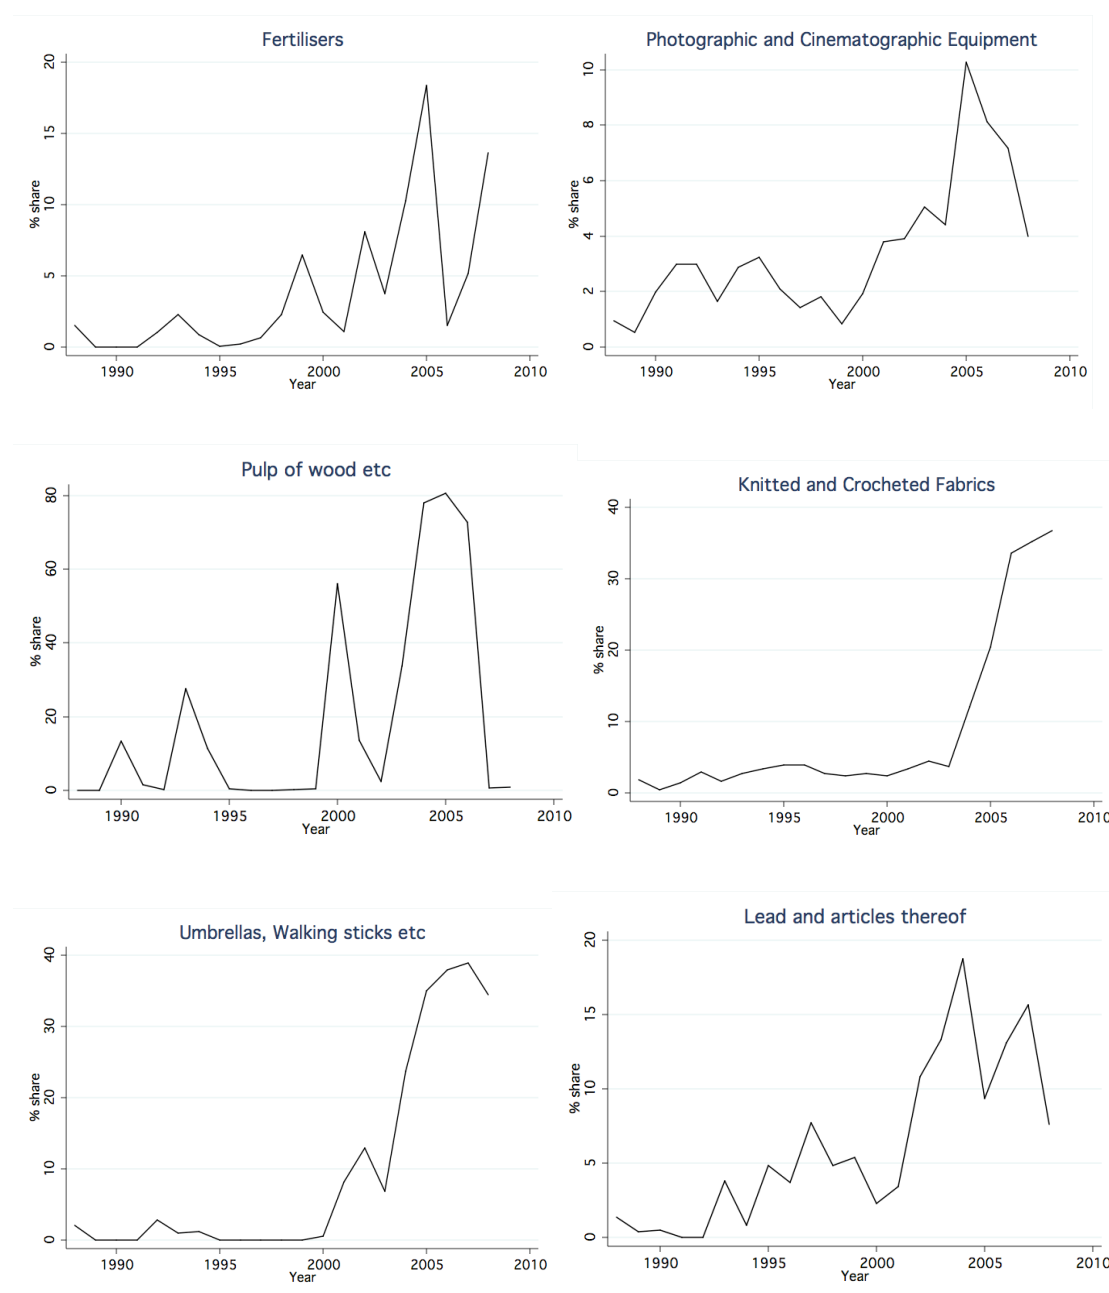 Fertilisers
20
15
10
5
0
% share
1990 1995 2000 2005 2010
Year
Photographic and Cinematographic Equipment
10
8
6
4
2
0
% share
1990 1995 2000 2005 2010
Year
Pulp of wood etc
80
60
40
20
0
% share
1990 1995 2000 2005 2010
Year
Knitted and Crocheted Fabrics
40
30
20
10
0
% share
1990 1995 2000 2005 2010
Year
Umbrellas, Walking sticks etc
40
30
20
10
0
% share
1990 1995 2000 2005 2010
Year
Lead and articles thereof
20
15
10
5
0
% share
1990 1995 2000 2005 2010
Year